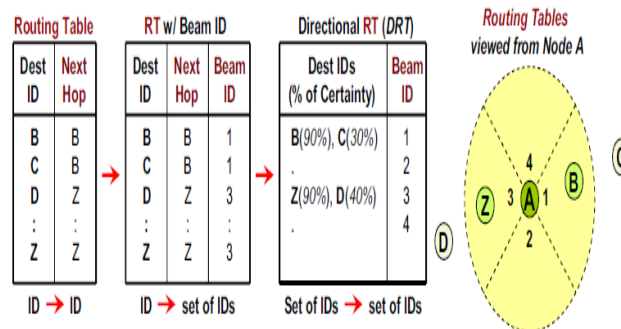 Routing Table
Dest ID Next Hop
B B
C B
D Z
: :
Z Z
ID → ID
RT w/ Beam ID
Dest ID Next Hop Beam ID
B B 1
C B 1
D Z 3
: : :
Z Z 3
ID → set of IDs
Directional RT (DRT)
Dest IDs (% of Certainty) Beam ID
B(90%), C(30%) 1
. 2
Z(90%), D(40%) 3
. 4
Set of IDs → set of IDs
Routing Tables
viewed from Node A
C
4
B
Z 3 A 1
2
D